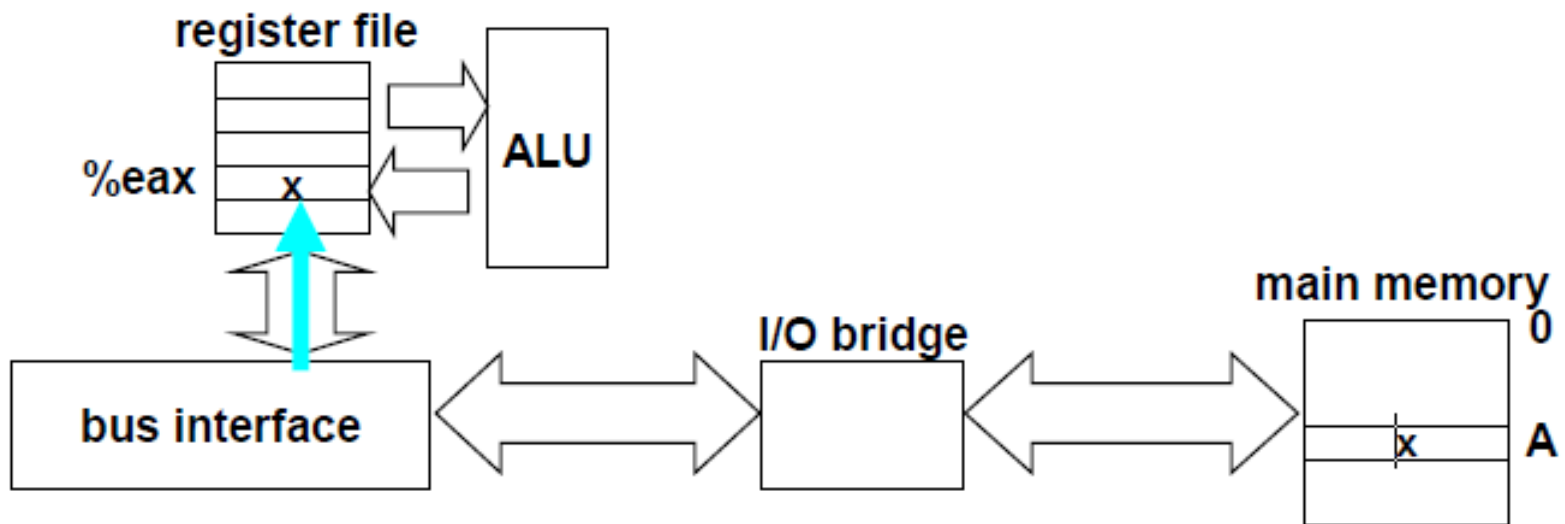 register file
ALU
%eax
x
main memory
0
I/O bridge
bus interface
x
A